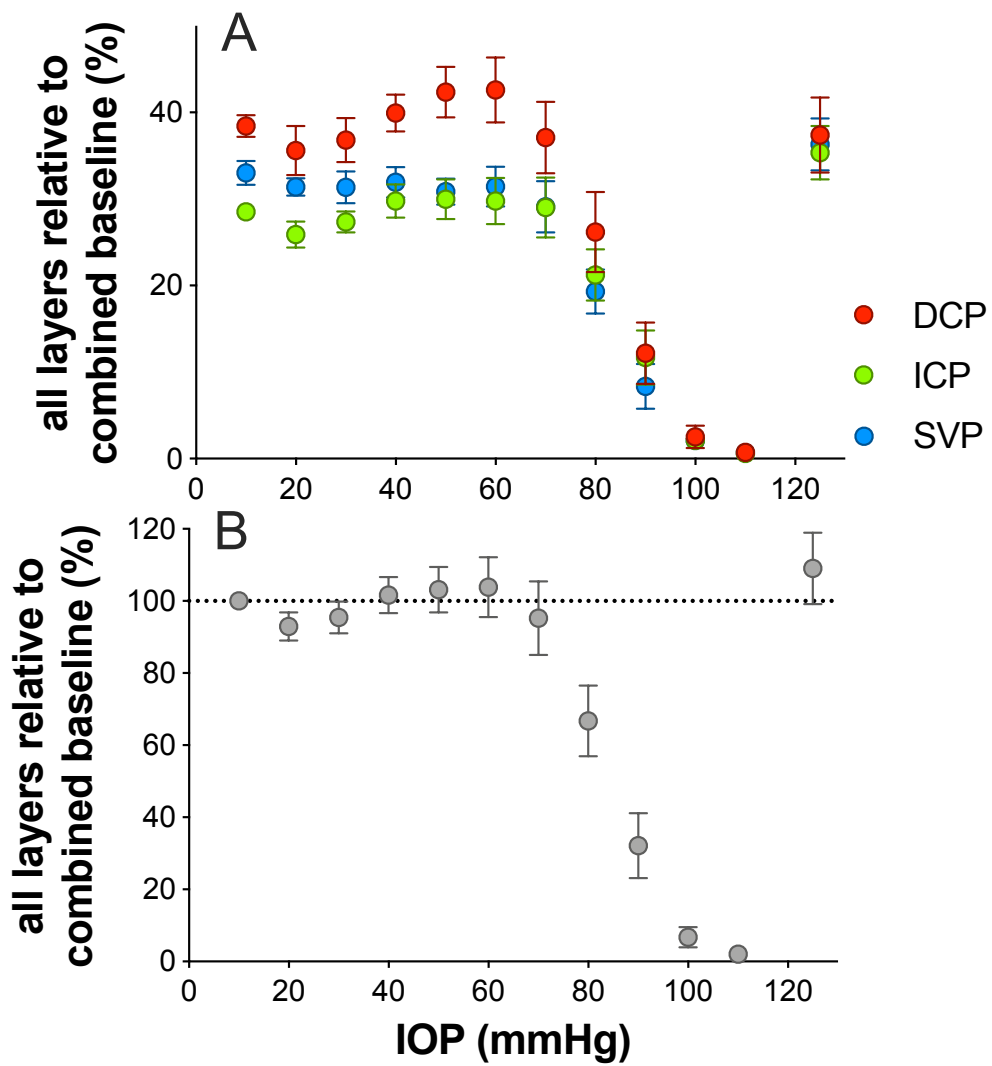 A
all layers relative to
combined baseline (%)
40
20
0
0 20 40 60 80 100 120
DCP
ICP
SVP
B
all layers relative to
combined baseline (%)
120
100
80
60
40
20
0
0 20 40 60 80 100 120
IOP (mmHg)